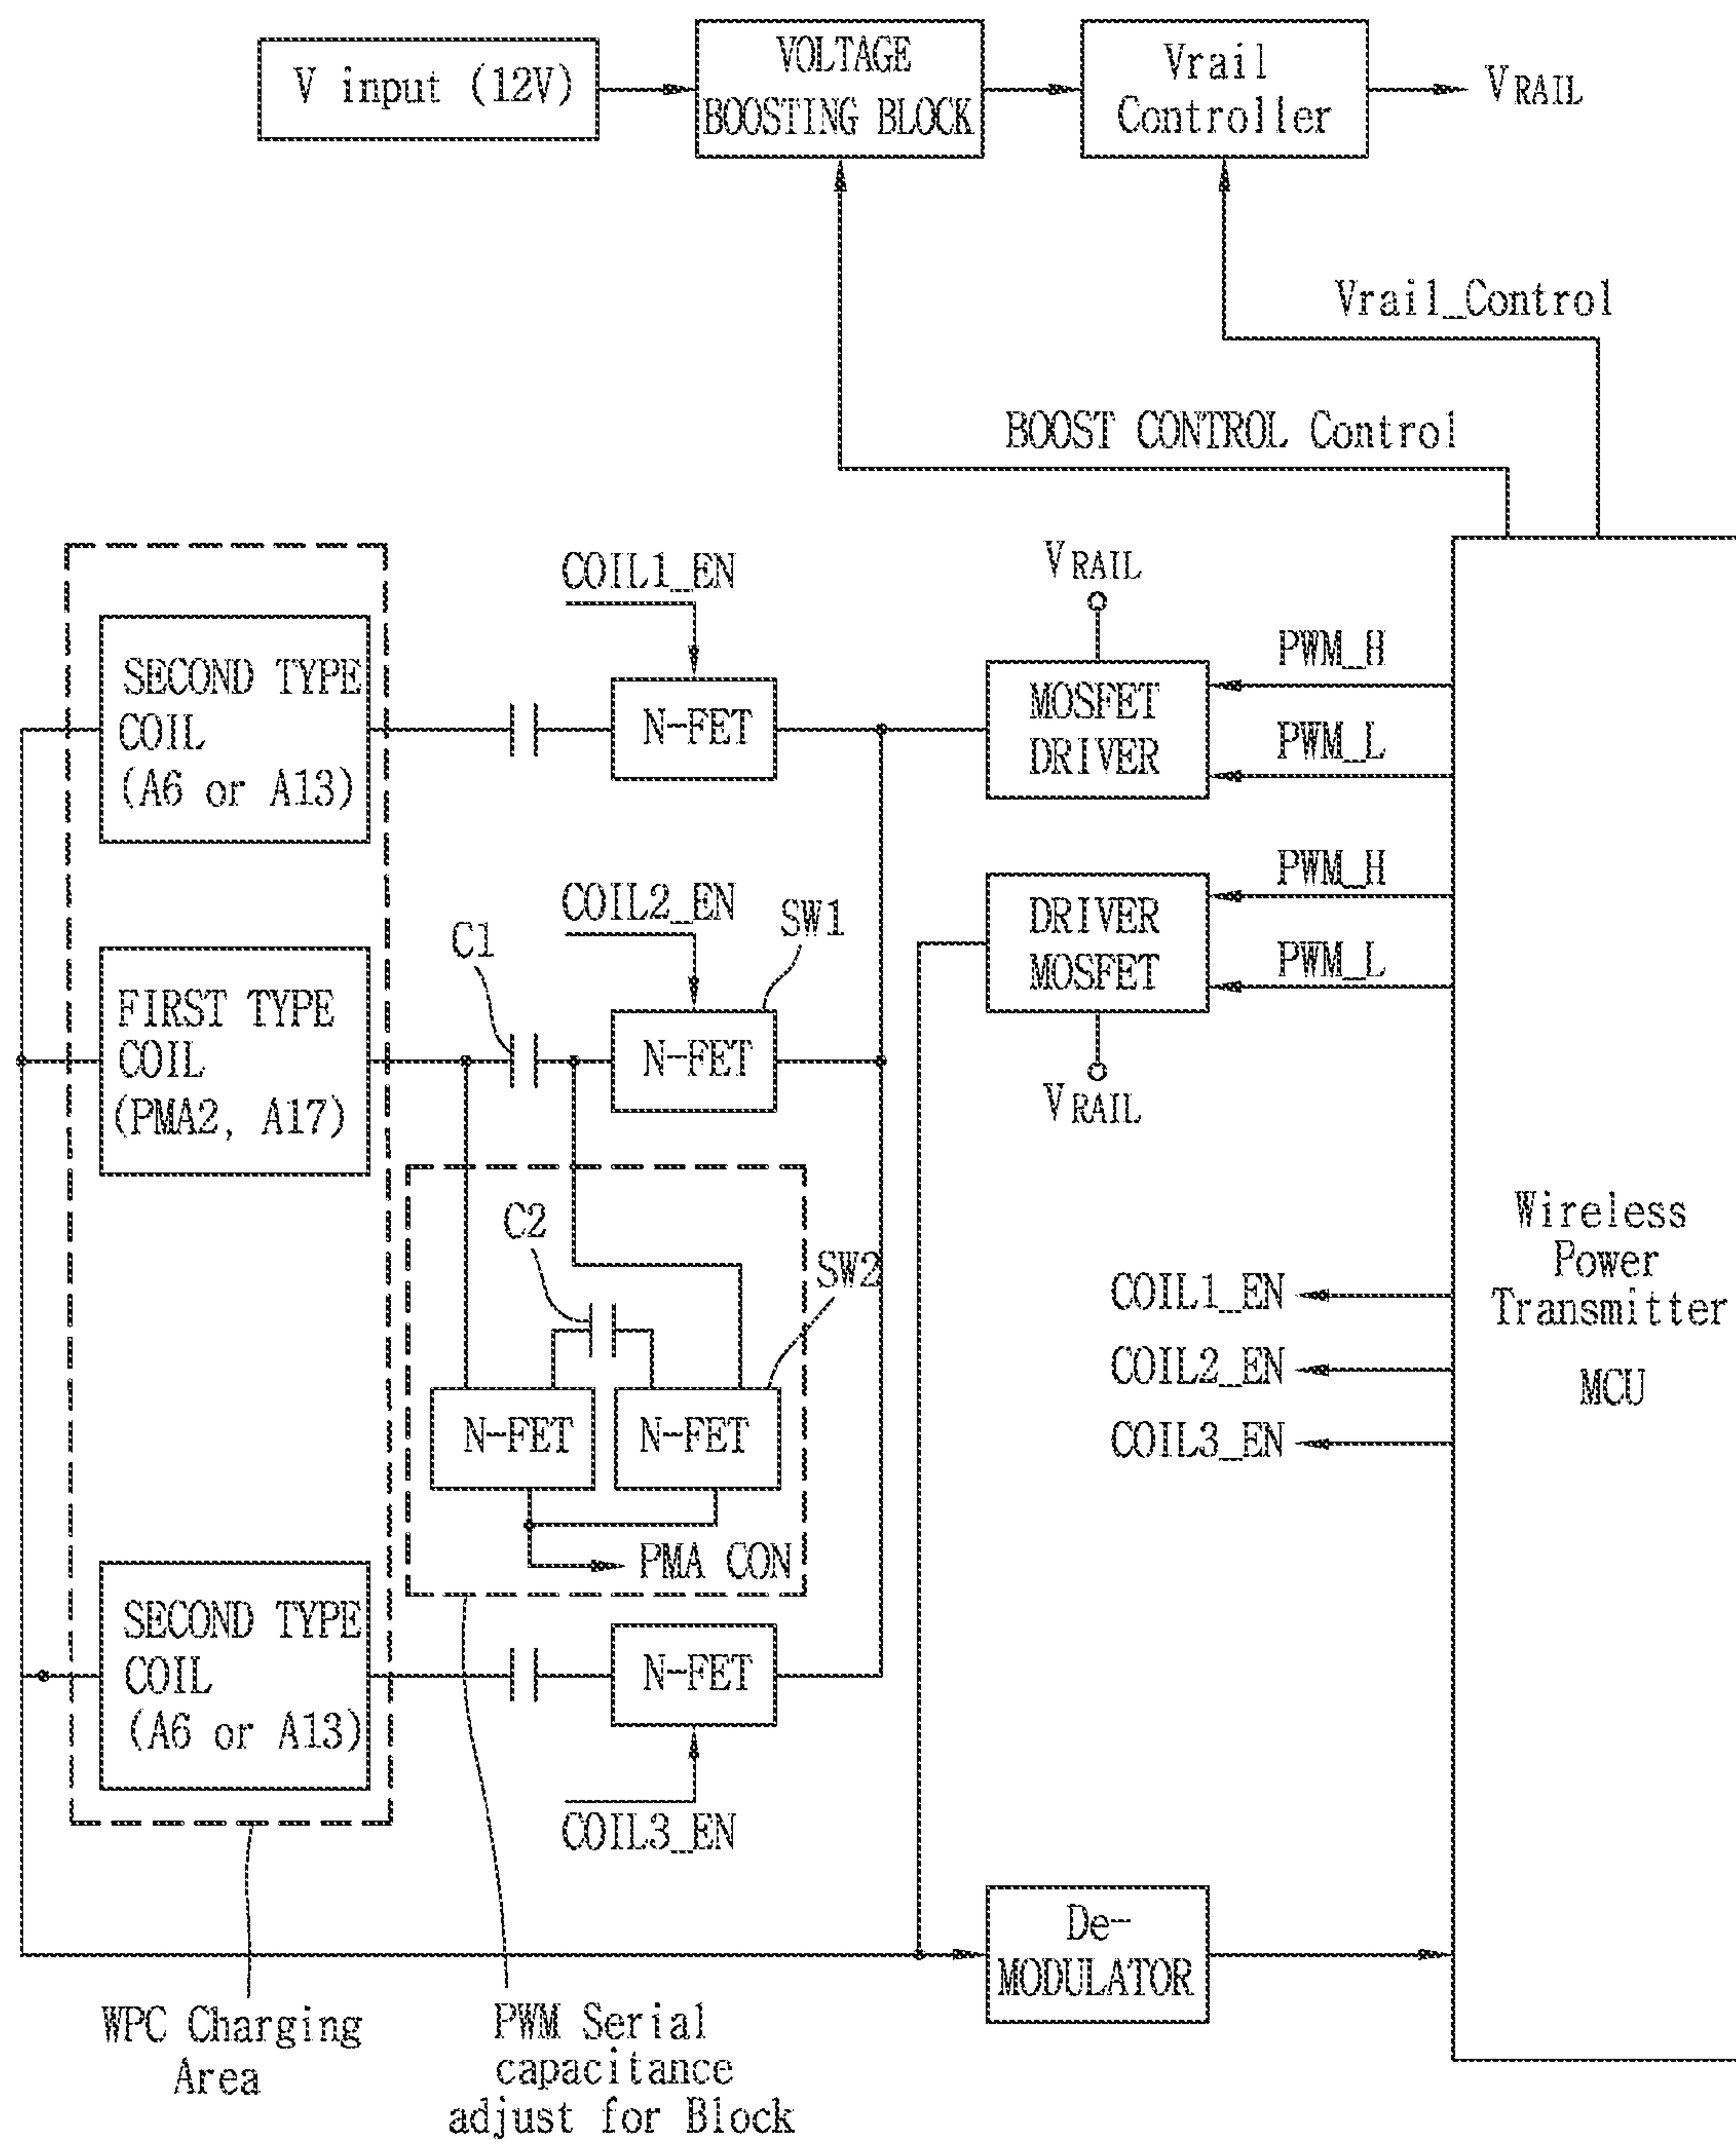 V input (12V)
VOLTAGE
BOOSTING BLOCK
Vrail
Controller
VRAIL
Vrail_Control
BOOST CONTROL Control
COIL1_EN
VRAIL
SECOND TYPE
COIL
(A6 or A13)
N-FET
MOSFET
DRIVER
PWM_H
PWM_L
COIL2_EN
SW1
C1
DRIVER
MOSFET
PWM_H
PWM_L
FIRST TYPE
COIL
(PMA2, A17)
N-FET
VRAIL
C2
SW2
N-FET
N-FET
PMA CON
COIL1_EN
COIL2_EN
COIL3_EN
Wireless
Power
Transmitter
MCU
SECOND TYPE
COIL
(A6 or A13)
N-FET
COIL3_EN
De-
MODULATOR
WPC Charging
Area
PWM Serial
capacitance
adjust for Block